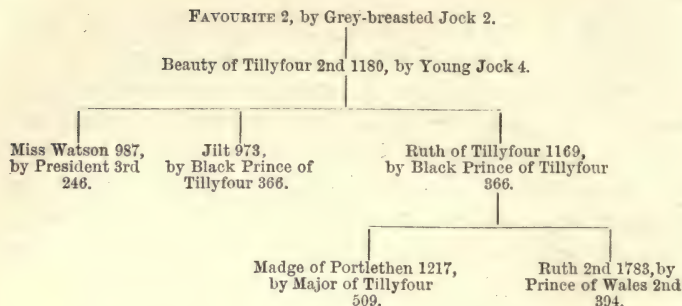 FAVOURITE 2, by Grey-breasted Jock 2.
Beauty of Tillyfour 2nd 1180, by Young Jock 4.
Miss Watson 987,
by President 3rd
246.
Jilt 973,
by Black Prince of
Tillyfour 366.
Ruth of Tillyfour 1169,
by Black Prince of Tillyfour
366.
Madge of Portlethen 1217,
by Major of Tillyfour
509.
Ruth 2nd 1783, by
Prince of Wales 2nd
394.